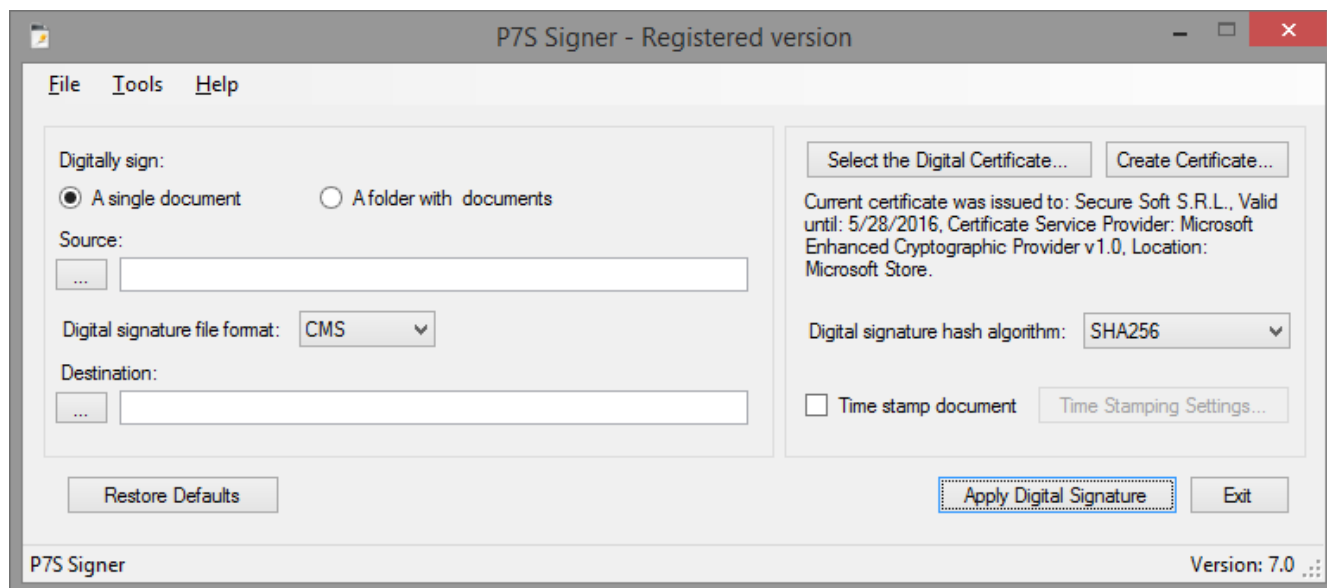 P7S Signer - Registered version
File Tools Help
Digitally sign:
A single document A folder with documents
Source:
...
Digital signature file format: CMS
Destination:
...
Select the Digital Certificate... Create Certificate...
Current certificate was issued to: Secure Soft S.R.L., Valid
until: 5/28/2016, Certificate Service Provider: Microsoft
Enhanced Cryptographic Provider v1.0, Location:
Microsoft Store.
Digital signature hash algorithm: SHA256
Time stamp document Time Stamping Settings...
Restore Defaults Apply Digital Signature Exit
P7S Signer Version: 7.0